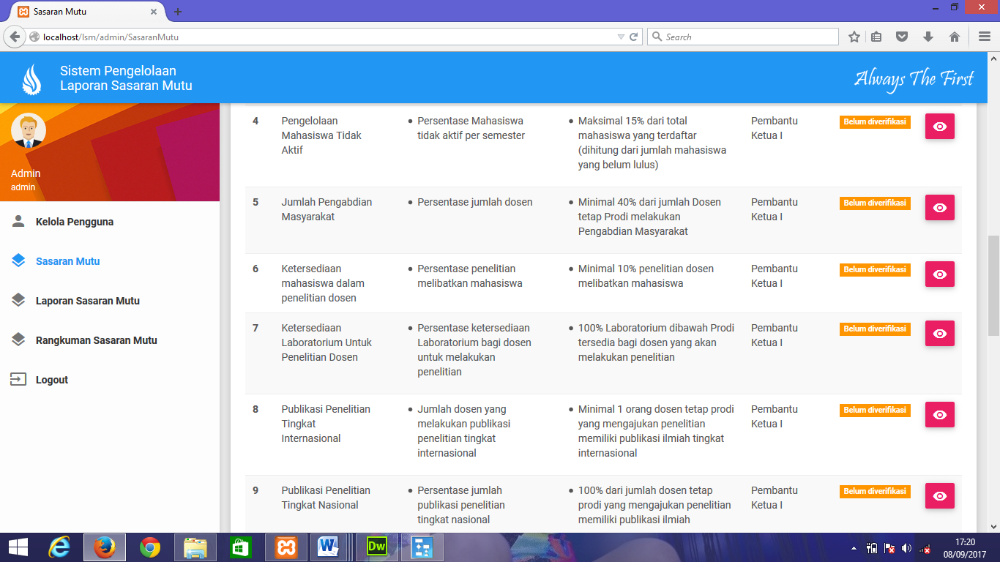 Sasaran Mutu
localhost/lsm/admin/SasaranMutu
Search
Sistem Pengelolaan
Laporan Sasaran Mutu
Always The First
Admin
admin
Kelola Pengguna
Sasaran Mutu
Laporan Sasaran Mutu
Rangkuman Sasaran Mutu
Logout
4
Pengelolaan
Mahasiswa Tidak
Aktif
Persentase Mahasiswa
tidak aktif per semester
Maksimal 15% dari total
mahasiswa yang terdaftar
(dihitung dari jumlah mahasiswa
yang belum lulus)
Pembantu
Ketua I
Belum diverifikasi
5
Jumlah Pengabdian
Masyarakat
Persentase jumlah dosen
Minimal 40% dari jumlah Dosen
tetap Prodi melakukan
Pengabdian Masyarakat
Pembantu
Ketua I
Belum diverifikasi
6
Ketersediaan
mahasiswa dalam
penelitian dosen
Persentase penelitian
melibatkan mahasiswa
Minimal 10% penelitian dosen
melibatkan mahasiswa
Pembantu
Ketua I
Belum diverifikasi
7
Ketersediaan
Laboratorium Untuk
Penelitian Dosen
Persentase ketersediaan
Laboratorium bagi dosen
untuk melakukan
penelitian
100% Laboratorium dibawah Prodi
tersedia bagi dosen yang akan
melakukan penelitian
Pembantu
Ketua I
Belum diverifikasi
8
Publikasi Penelitian
Tingkat
Internasional
Jumlah dosen yang
melakukan publikasi
penelitian tingkat
internasional
Minimal 1 orang dosen tetap prodi
yang mengajukan penelitian
memiliki publikasi ilmiah tingkat
internasional
Pembantu
Ketua I
Belum diverifikasi
9
Publikasi Penelitian
Tingkat Nasional
Persentase jumlah
publikasi penelitian
tingkat nasional
100% dari jumlah dosen tetap
prodi yang mengajukan penelitian
memiliki publikasi ilmiah
Pembantu
Ketua I
Belum diverifikasi
Dw
17:20
08/09/2017